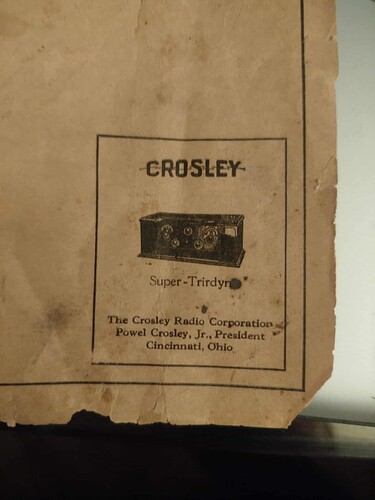 CROSLEY
Super-Trirdyn
The Crosley Radio Corporation
Powel Crosley, Jr., President
Cincinnati, Ohio